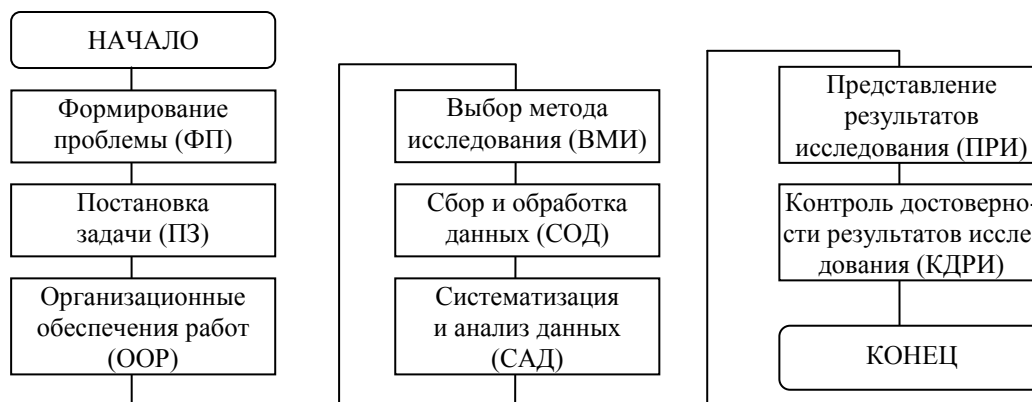 НАЧАЛО
Формирование
проблемы (ФП)
Постановка
задачи (ПЗ)
Организационные
обеспечения работ
(ООР)
Выбор метода
исследования (ВМИ)
Сбор и обработка
данных (СОД)
Систематизация
и анализ данных
(САД)
Представление
результатов
исследования (ПРИ)
Контроль достоверно-
сти результатов иссле-
дования (КДРИ)
КОНЕЦ